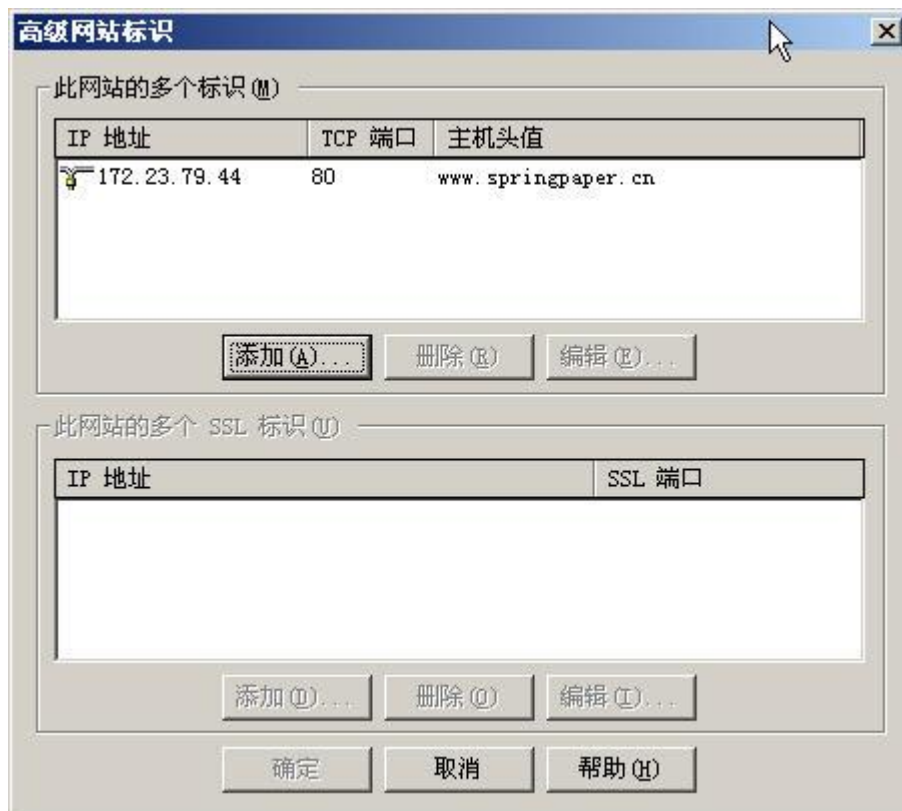 高级网站标识
此网站的多个标识(M)
IP 地址 TCP 端口 主机头值
172.23.79.44 80 www.springpaper.cn
添加(A)... 删除(R) 编辑(E)...
此网站的多个 SSL 标识(U)
IP 地址 SSL 端口
添加(D)... 删除(O) 编辑(I)...
确定 取消 帮助(H)